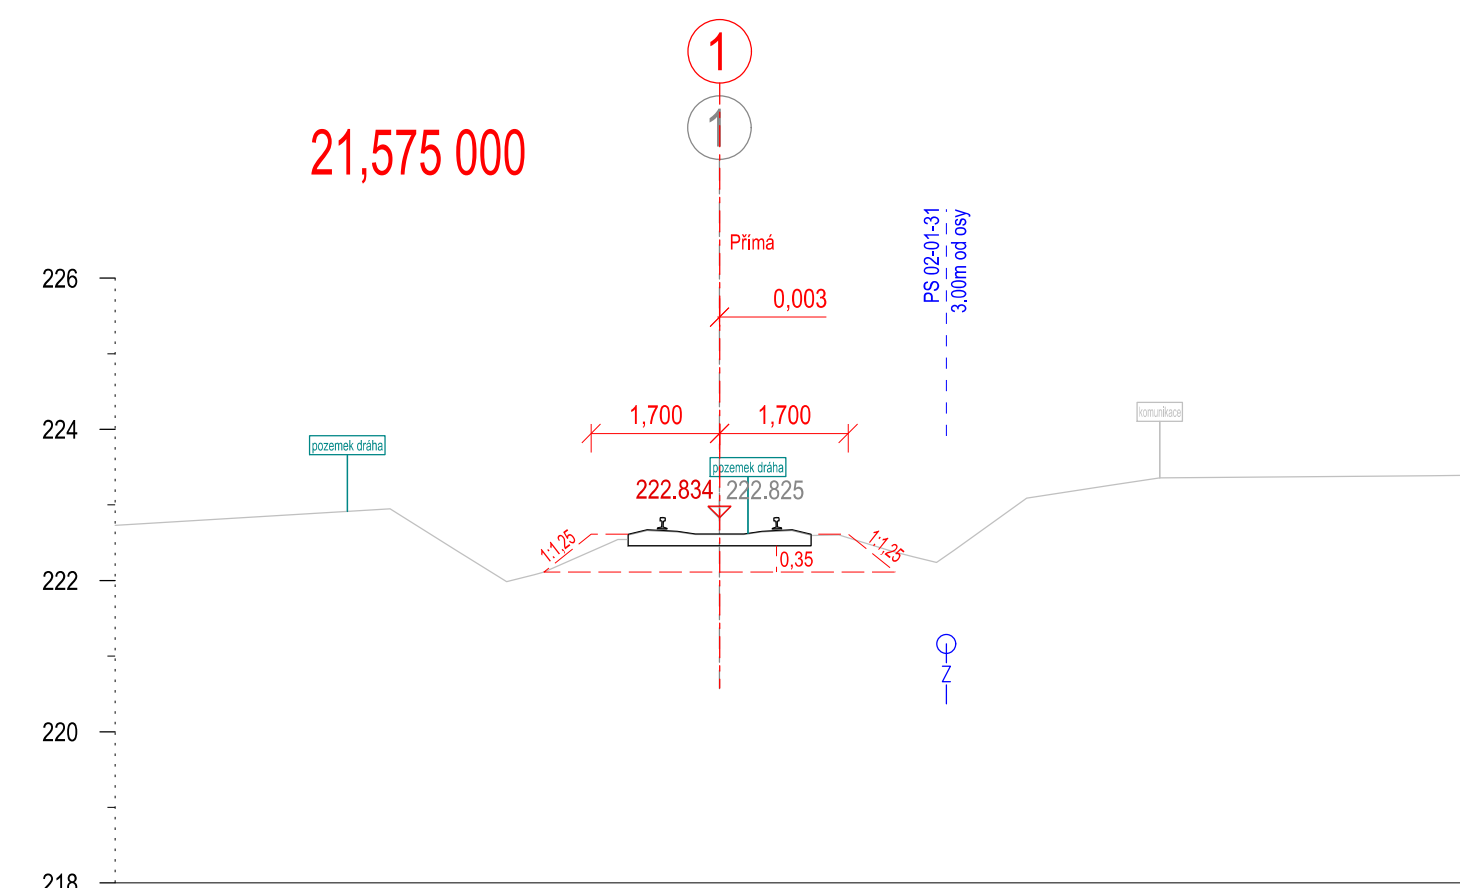 1
1
21,575 000
PS 02-01-31
3.00m od osy
Přímá
226
0,003
komunikace
1,700
1,700
224
pozemek dráha
pozemek dráha
222.834
222.825
1:1,25
1:1,25
0,35
222
Z
220
218